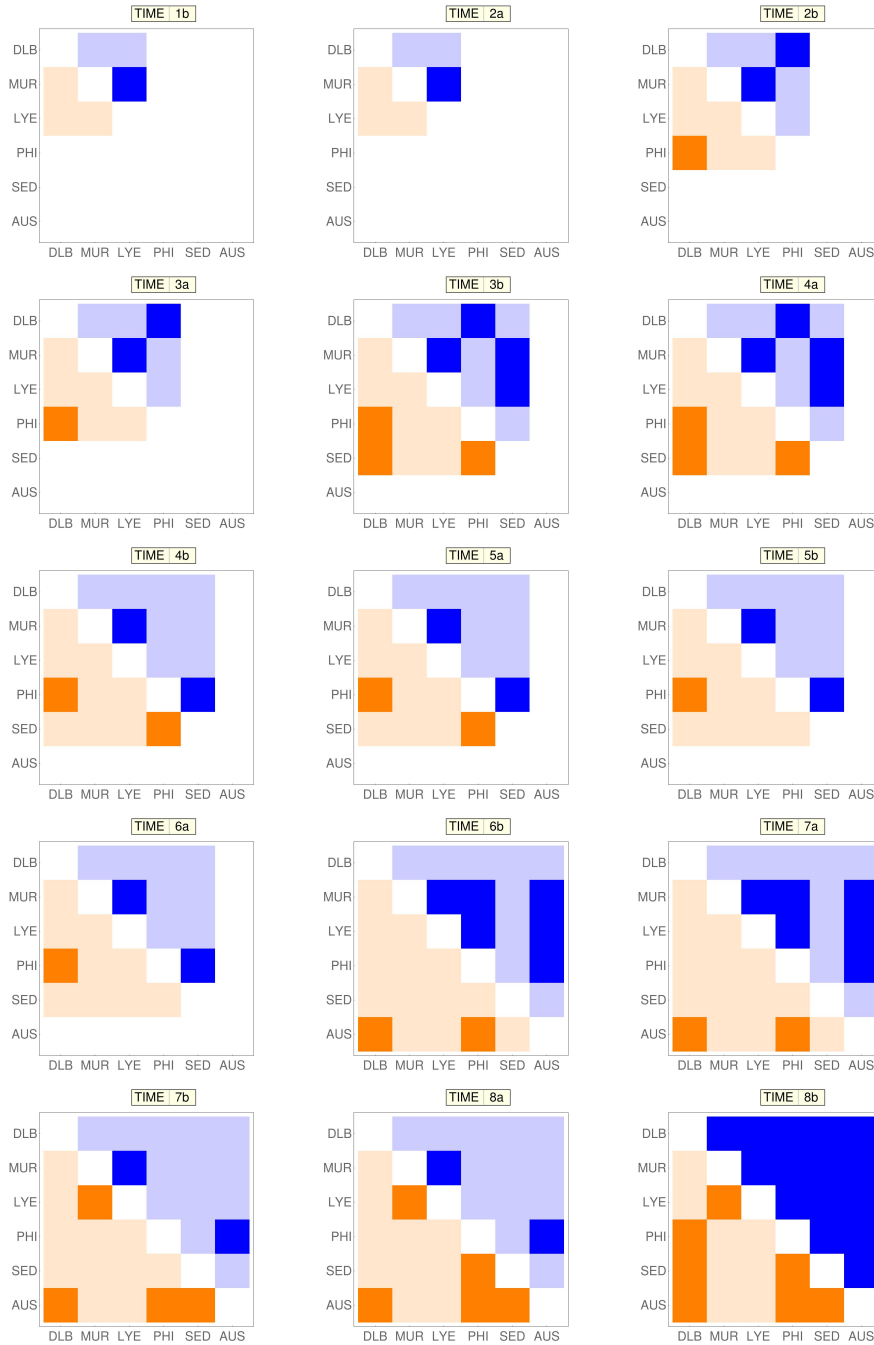 TIME 1b
TIME 2a
TIME 2b
DLB
MUR
LYE
PHI
SED
AUS
DLB MUR LYE PHI SED AUS
DLB
MUR
LYE
PHI
SED
AUS
DLB MUR LYE PHI SED AUS
DLB
MUR
LYE
PHI
SED
AUS
DLB MUR LYE PHI SED AUS
TIME 3a
TIME 3b
TIME 4a
DLB
MUR
LYE
PHI
SED
AUS
DLB MUR LYE PHI SED AUS
DLB
MUR
LYE
PHI
SED
AUS
DLB MUR LYE PHI SED AUS
DLB
MUR
LYE
PHI
SED
AUS
DLB MUR LYE PHI SED AUS
TIME 4b
TIME 5a
TIME 5b
DLB
MUR
LYE
PHI
SED
AUS
DLB MUR LYE PHI SED AUS
DLB
MUR
LYE
PHI
SED
AUS
DLB MUR LYE PHI SED AUS
DLB
MUR
LYE
PHI
SED
AUS
DLB MUR LYE PHI SED AUS
TIME 6a
TIME 6b
TIME 7a
DLB
MUR
LYE
PHI
SED
AUS
DLB MUR LYE PHI SED AUS
DLB
MUR
LYE
PHI
SED
AUS
DLB MUR LYE PHI SED AUS
DLB
MUR
LYE
PHI
SED
AUS
DLB MUR LYE PHI SED AUS
TIME 7b
TIME 8a
TIME 8b
DLB
MUR
LYE
PHI
SED
AUS
DLB MUR LYE PHI SED AUS
DLB
MUR
LYE
PHI
SED
AUS
DLB MUR LYE PHI SED AUS
DLB
MUR
LYE
PHI
SED
AUS
DLB MUR LYE PHI SED AUS